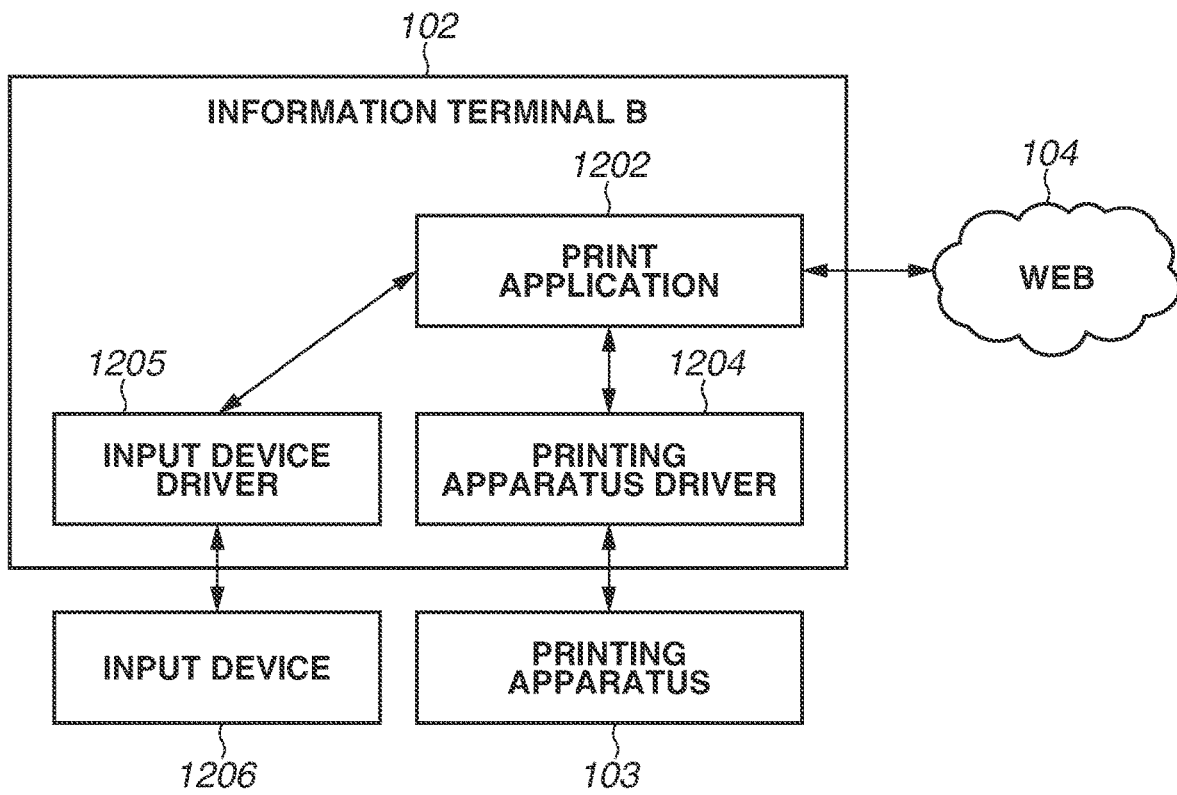 102
INFORMATION TERMINAL B
1202
104
PRINT
APPLICATION
WEB
1205
1204
INPUT DEVICE
DRIVER
PRINTING
APPARATUS DRIVER
INPUT DEVICE
PRINTING
APPARATUS
1206
103